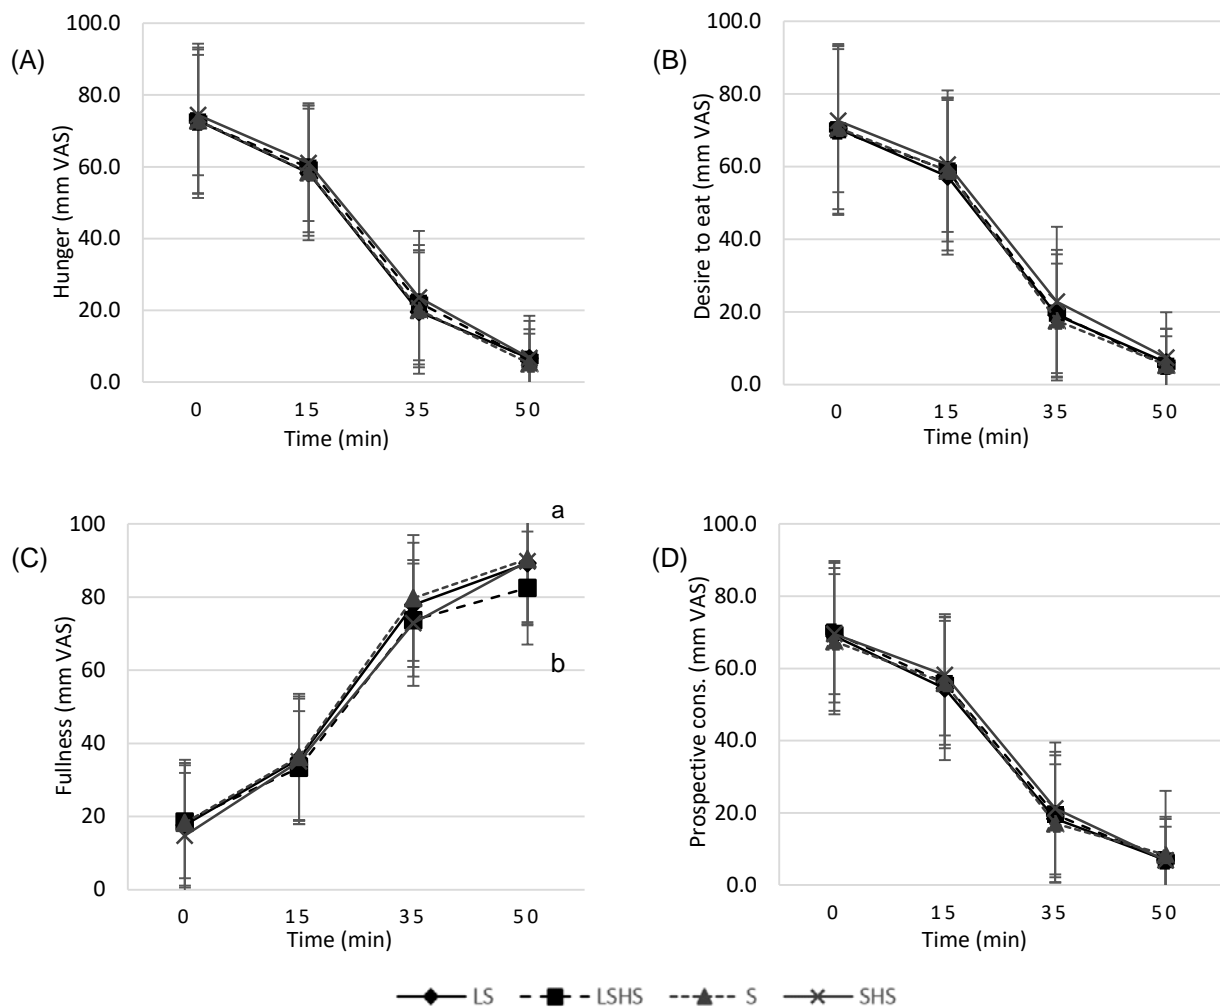 (A)
Hunger (mm VAS)
100.0
80.0
60.0
40.0
20.0
0.0
0 15 35 50
Time (min)
(B)
Desire to eat (mm VAS)
100.0
80.0
60.0
40.0
20.0
0.0
0 15 35 50
Time (min)
(C)
Fullness (mm VAS)
100
80
60
40
20
0
a
b
0 15 35 50
Time (min)
(D)
Prospective cons. (mm VAS)
100.0
80.0
60.0
40.0
20.0
0.0
0 15 35 50
Time (min)
LS LSHS S SHS